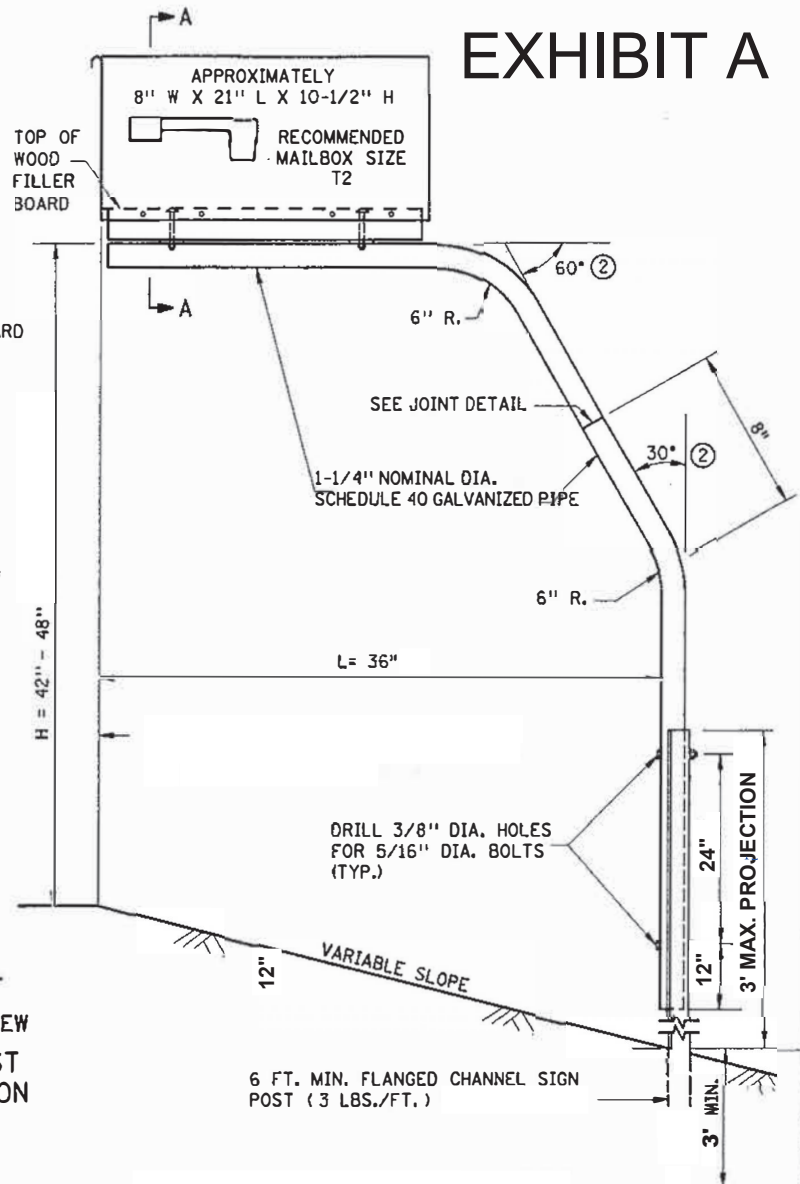 EXHIBIT A
A
APPROXIMATELY
8" W X 21" L X 10-1/2" H
RECOMMENDED
MAILBOX SIZE
T2
TOP OF
WOOD
FILLER
BOARD
A
60° ②
6" R.
ARD
SEE JOINT DETAIL
8"
30° ②
1-1/4" NOMINAL DIA.
SCHEDULE 40 GALVANIZED PIPE
6" R.
H = 42" - 48"
L= 36"
DRILL 3/8" DIA. HOLES
FOR 5/16" DIA. BOLTS
(TYP.)
24"
12"
3' MAX. PROJECTION
VARIABLE SLOPE
12"
EW
ST
ON
6 FT. MIN. FLANGED CHANNEL SIGN
POST (3 LBS./FT.)
3' MIN.